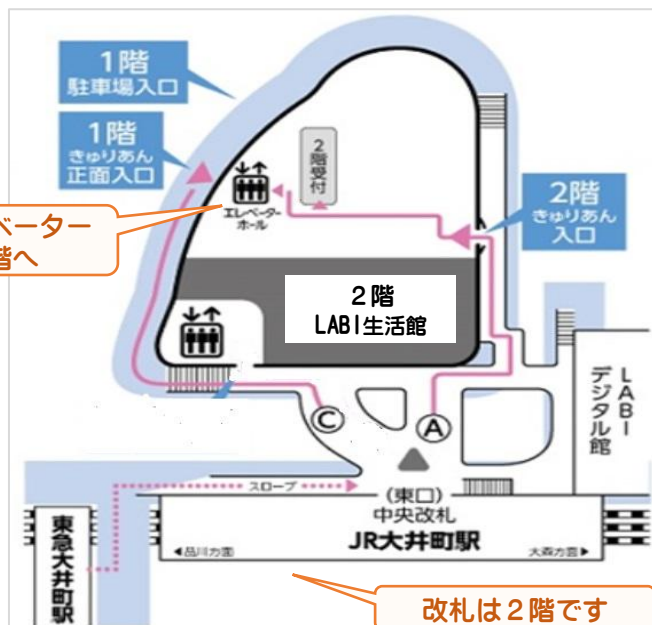 1階
駐車場入口
1階
きゅりあん
正面入口
2階受付
エレベーター
ホール
2階
きゅりあん
入口
ベーター
階へ
２階
LABI生活館
LABI
デジタル館
C
A
スロープ
(東口)
中央改札
JR大井町駅
◀品川方面
大森方面▶
東急大井町駅
改札は２階です